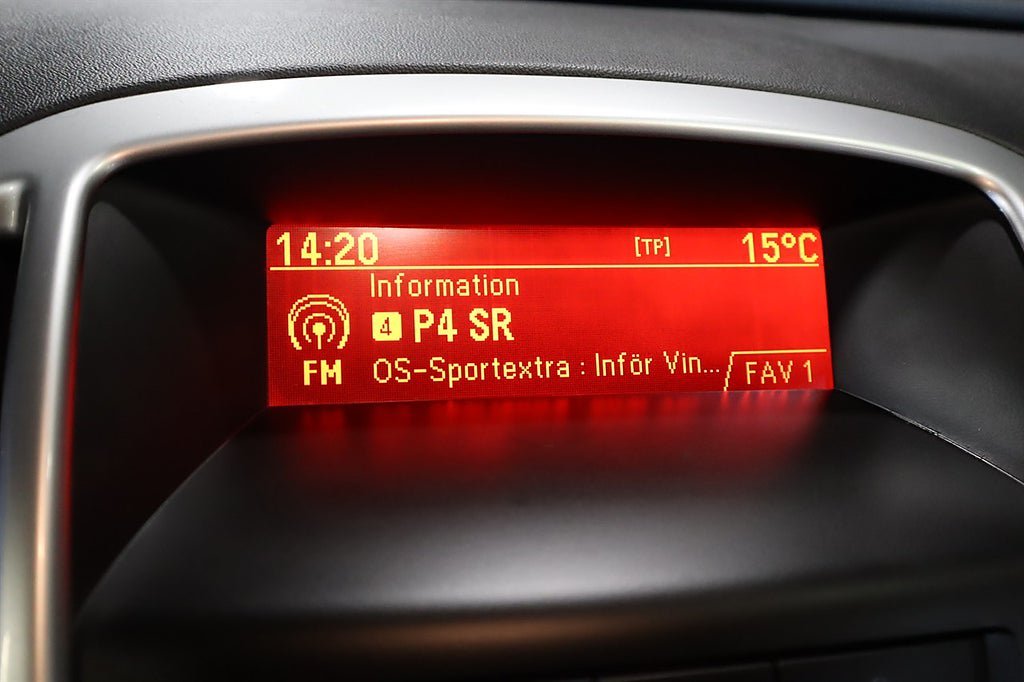 14:20 [TP] 15°C
Information
4 P4 SR
FM OS-Sportextra : Inför Vin... FAV 1